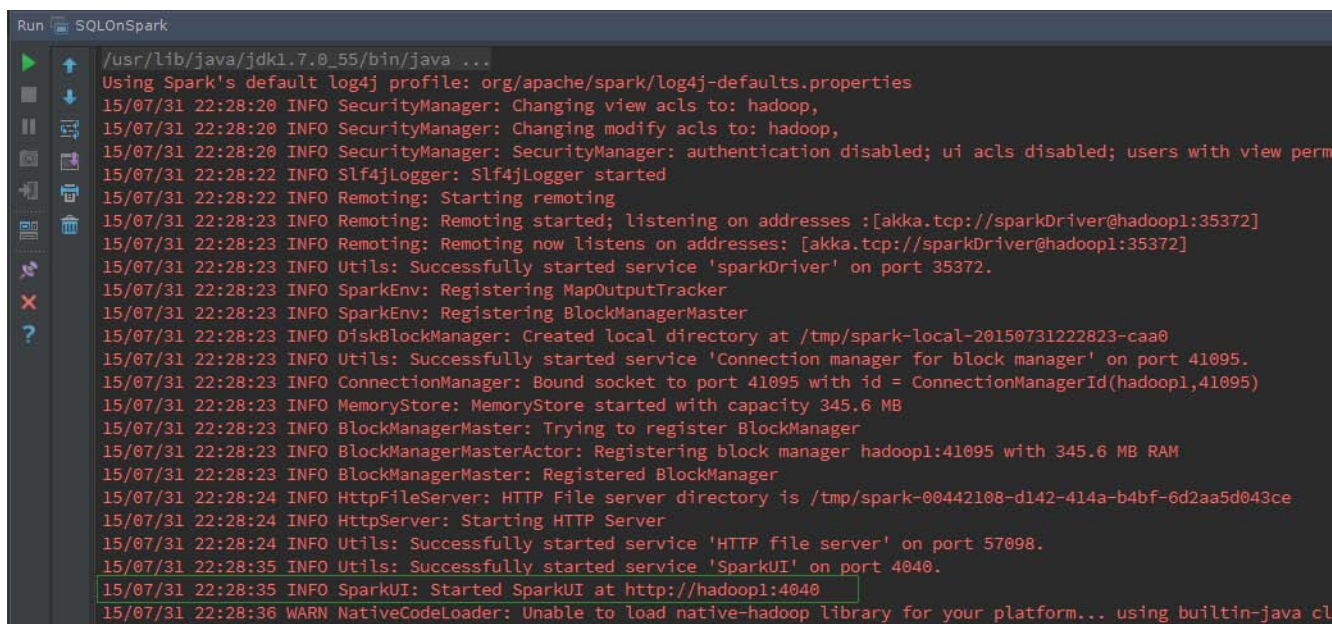 Run SQLOnSpark
/usr/lib/java/jdk1.7.0_55/bin/java ...
Using Spark's default log4j profile: org/apache/spark/log4j-defaults.properties
15/07/31 22:28:20 INFO SecurityManager: Changing view acls to: hadoop,
15/07/31 22:28:20 INFO SecurityManager: Changing modify acls to: hadoop,
15/07/31 22:28:20 INFO SecurityManager: SecurityManager: authentication disabled; ui acls disabled; users with view perm
15/07/31 22:28:22 INFO Slf4jLogger: Slf4jLogger started
15/07/31 22:28:22 INFO Remoting: Starting remoting
15/07/31 22:28:23 INFO Remoting: Remoting started; listening on addresses :[akka.tcp://sparkDriver@hadoop1:35372]
15/07/31 22:28:23 INFO Remoting: Remoting now listens on addresses: [akka.tcp://sparkDriver@hadoop1:35372]
15/07/31 22:28:23 INFO Utils: Successfully started service 'sparkDriver' on port 35372.
15/07/31 22:28:23 INFO SparkEnv: Registering MapOutputTracker
15/07/31 22:28:23 INFO SparkEnv: Registering BlockManagerMaster
15/07/31 22:28:23 INFO DiskBlockManager: Created local directory at /tmp/spark-local-20150731222823-caa0
15/07/31 22:28:23 INFO Utils: Successfully started service 'Connection manager for block manager' on port 41095.
15/07/31 22:28:23 INFO ConnectionManager: Bound socket to port 41095 with id = ConnectionManagerId(hadoop1,41095)
15/07/31 22:28:23 INFO MemoryStore: MemoryStore started with capacity 345.6 MB
15/07/31 22:28:23 INFO BlockManagerMaster: Trying to register BlockManager
15/07/31 22:28:23 INFO BlockManagerMasterActor: Registering block manager hadoop1:41095 with 345.6 MB RAM
15/07/31 22:28:23 INFO BlockManagerMaster: Registered BlockManager
15/07/31 22:28:24 INFO HttpFileServer: HTTP File server directory is /tmp/spark-00442108-d142-414a-b4bf-6d2aa5d043ce
15/07/31 22:28:24 INFO HttpServer: Starting HTTP Server
15/07/31 22:28:24 INFO Utils: Successfully started service 'HTTP file server' on port 57098.
15/07/31 22:28:35 INFO Utils: Successfully started service 'SparkUI' on port 4040.
15/07/31 22:28:35 INFO SparkUI: Started SparkUI at http://hadoop1:4040
15/07/31 22:28:36 WARN NativeCodeLoader: Unable to load native-hadoop library for your platform... using builtin-java cl